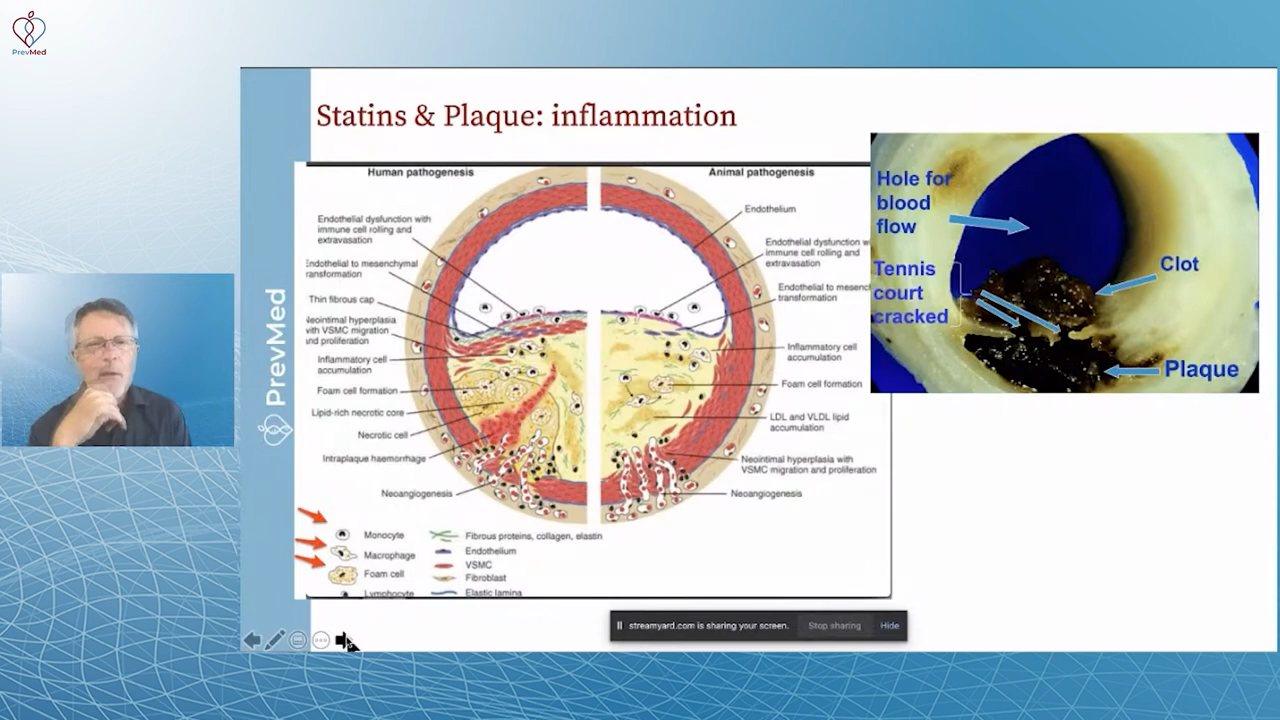 PrevMed
Statins & Plaque: inflammation
PrevMed
Human pathogenesis
Endothelial dysfunction with
immune cell rolling and
extravasation
Endothelial to mesenchymal
transformation
Thin fibrous cap
Neointimal hyperplasia
with VSMC migration
and proliferation
Inflammatory cell
accumulation
Foam cell formation
Lipid-rich necrotic core
Necrotic cell
Intraplaque haemorrhage
Neoangiogenesis
Animal pathogenesis
Endothelium
Endothelial dysfunction w
immune cell rolling and
extravasation
Endothelial to mesenc
transformation
Inflammatory cell
accumulation
Foam cell formation
LDL and VLDL lipid
accumulation
Neointimal hyperplasia with
VSMC migration and proliferation
Neoangiogenesis
Monocyte
Macrophage
Foam cell
Lymphocyte
Fibrous proteins, collagen, elastin
Endothelium
VSMC
Fibroblast
Elastic lamina
Hole for
blood
flow
Tennis
court
cracked
Clot
Plaque
streamyard.com is sharing your screen.
Stop sharing
Hide